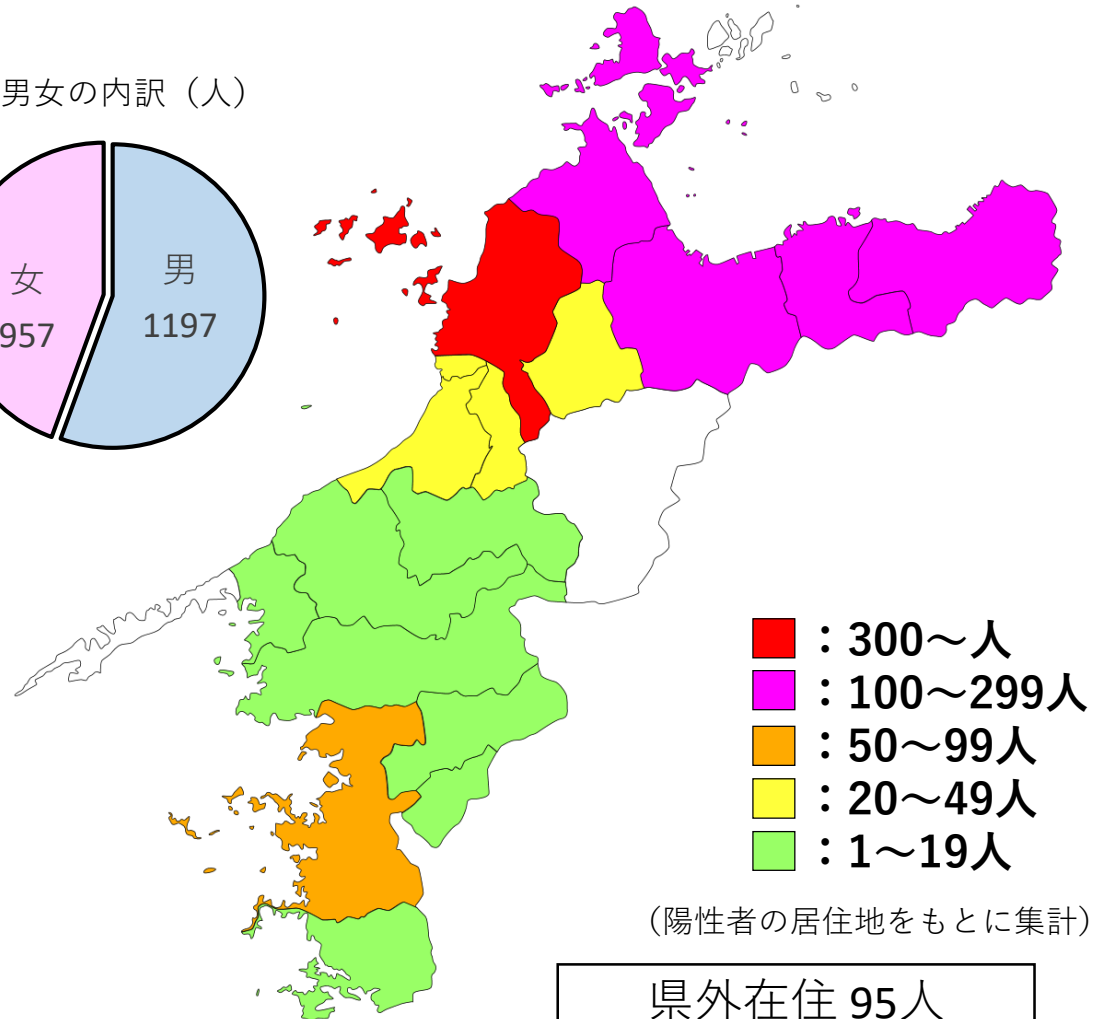 男女の内訳（人）
女
957
男
1197
：300～人
：100～299人
：50～99人
：20～49人
：1～19人
（陽性者の居住地をもとに集計）
県外在住 95人